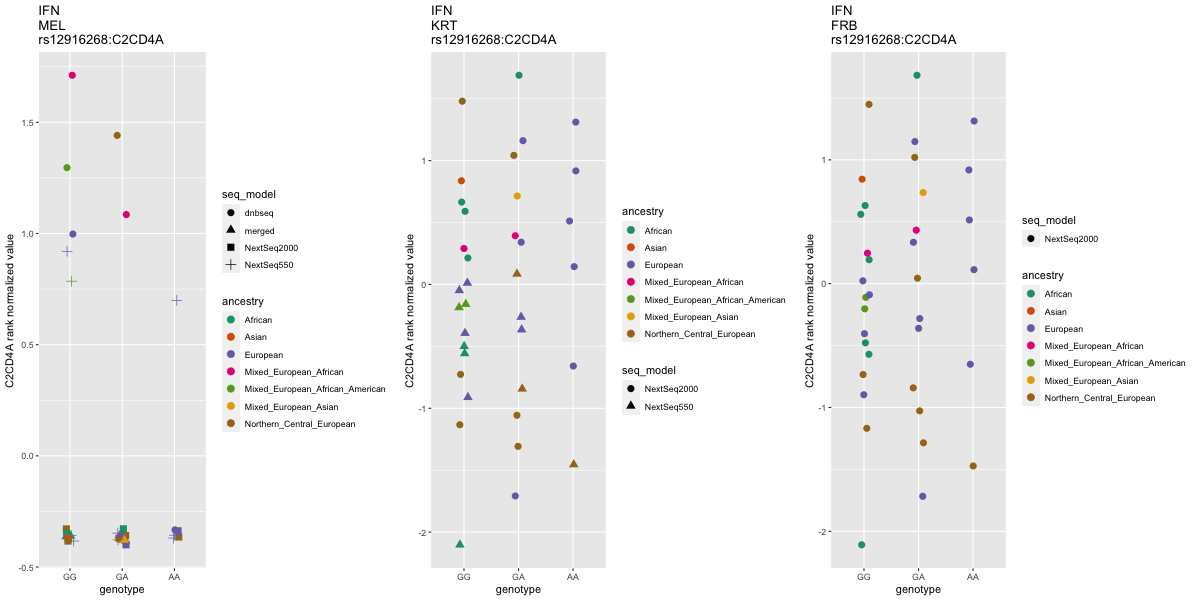 IFN
MEL
rs12916268:C2CD4A
C2CD4A rank normalized value
1.5
1.0
0.5
0.0
-0.5
GG
GA
AA
genotype
seq_model
dnbseq
merged
NextSeq2000
NextSeq550
ancestry
African
Asian
European
Mixed_European_African
Mixed_European_African_American
Mixed_European_Asian
Northern_Central_European
IFN
KRT
rs12916268:C2CD4A
C2CD4A rank normalized value
1
0
-1
-2
GG
GA
AA
genotype
ancestry
African
Asian
European
Mixed_European_African
Mixed_European_African_American
Mixed_European_Asian
Northern_Central_European
seq_model
NextSeq2000
NextSeq550
IFN
FRB
rs12916268:C2CD4A
C2CD4A rank normalized value
1
0
-1
-2
GG
GA
AA
genotype
seq_model
NextSeq2000
ancestry
African
Asian
European
Mixed_European_African
Mixed_European_African_American
Mixed_European_Asian
Northern_Central_European